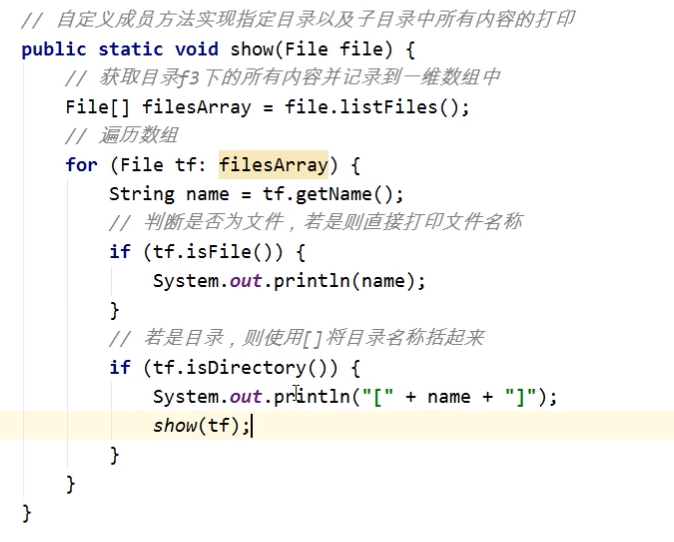 // 自定义成员方法实现指定目录以及子目录中所有内容的打印
public static void show(File file) {
// 获取目录f3下的所有内容并记录到一维数组中
File[] filesArray = file.listFiles();
// 遍历数组
for (File tf: filesArray) {
String name = tf.getName();
// 判断是否为文件，若是则直接打印文件名称
if (tf.isFile()) {
System.out.println(name);
}
// 若是目录，则使用[]将目录名称括起来
if (tf.isDirectory()) {
System.out.println("[" + name + "]");
show(tf);
}
}
}